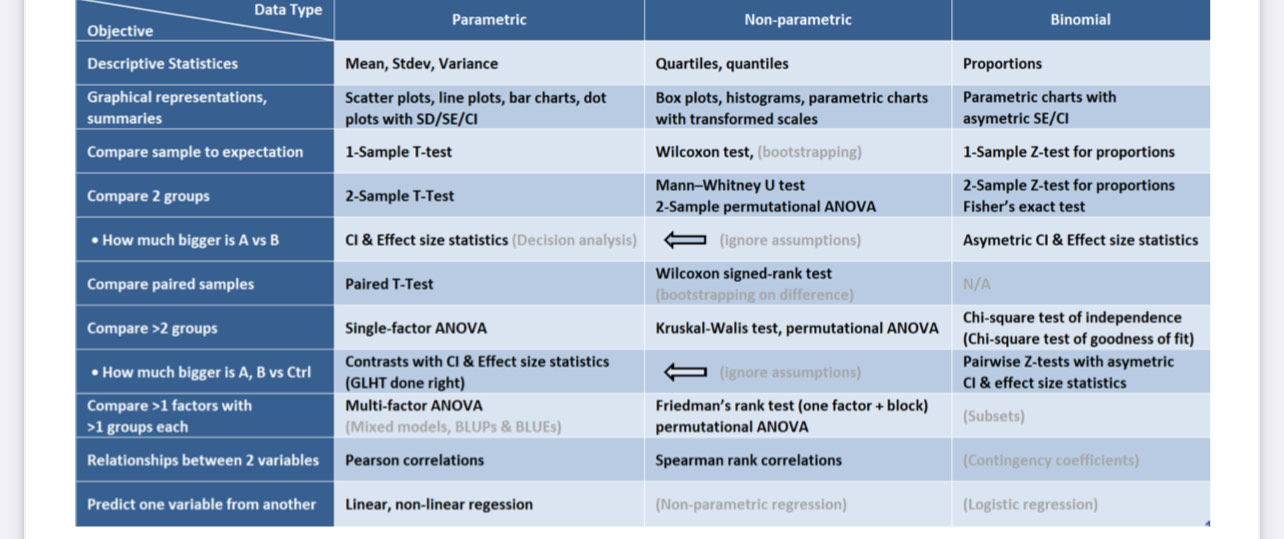 Data Type
Objective
Parametric
Non-parametric
Binomial
Descriptive Statistices
Mean, Stdev, Variance
Quartiles, quantiles
Proportions
Graphical representations,
summaries
Scatter plots, line plots, bar charts, dot
plots with SD/SE/CI
Box plots, histograms, parametric charts
with transformed scales
Parametric charts with
asymetric SE/CI
Compare sample to expectation
1-Sample T-test
Wilcoxon test, (bootstrapping)
1-Sample Z-test for proportions
Compare 2 groups
2-Sample T-Test
Mann–Whitney U test
2-Sample permutational ANOVA
2-Sample Z-test for proportions
Fisher's exact test
• How much bigger is A vs B
CI & Effect size statistics (Decision analysis)
(ignore assumptions)
Asymetric CI & Effect size statistics
Compare paired samples
Paired T-Test
Wilcoxon signed-rank test
(bootstrapping on difference)
N/A
Compare >2 groups
Single-factor ANOVA
Kruskal-Walis test, permutational ANOVA
Chi-square test of independence
(Chi-square test of goodness of fit)
• How much bigger is A, B vs Ctrl
Contrasts with CI & Effect size statistics
(GLHT done right)
(ignore assumptions)
Pairwise Z-tests with asymetric
CI & effect size statistics
Compare >1 factors with
>1 groups each
Multi-factor ANOVA
(Mixed models, BLUPs & BLUEs)
Friedman's rank test (one factor + block)
permutational ANOVA
(Subsets)
Relationships between 2 variables
Pearson correlations
Spearman rank correlations
(Contingency coefficients)
Predict one variable from another
Linear, non-linear regession
(Non-parametric regression)
(Logistic regression)